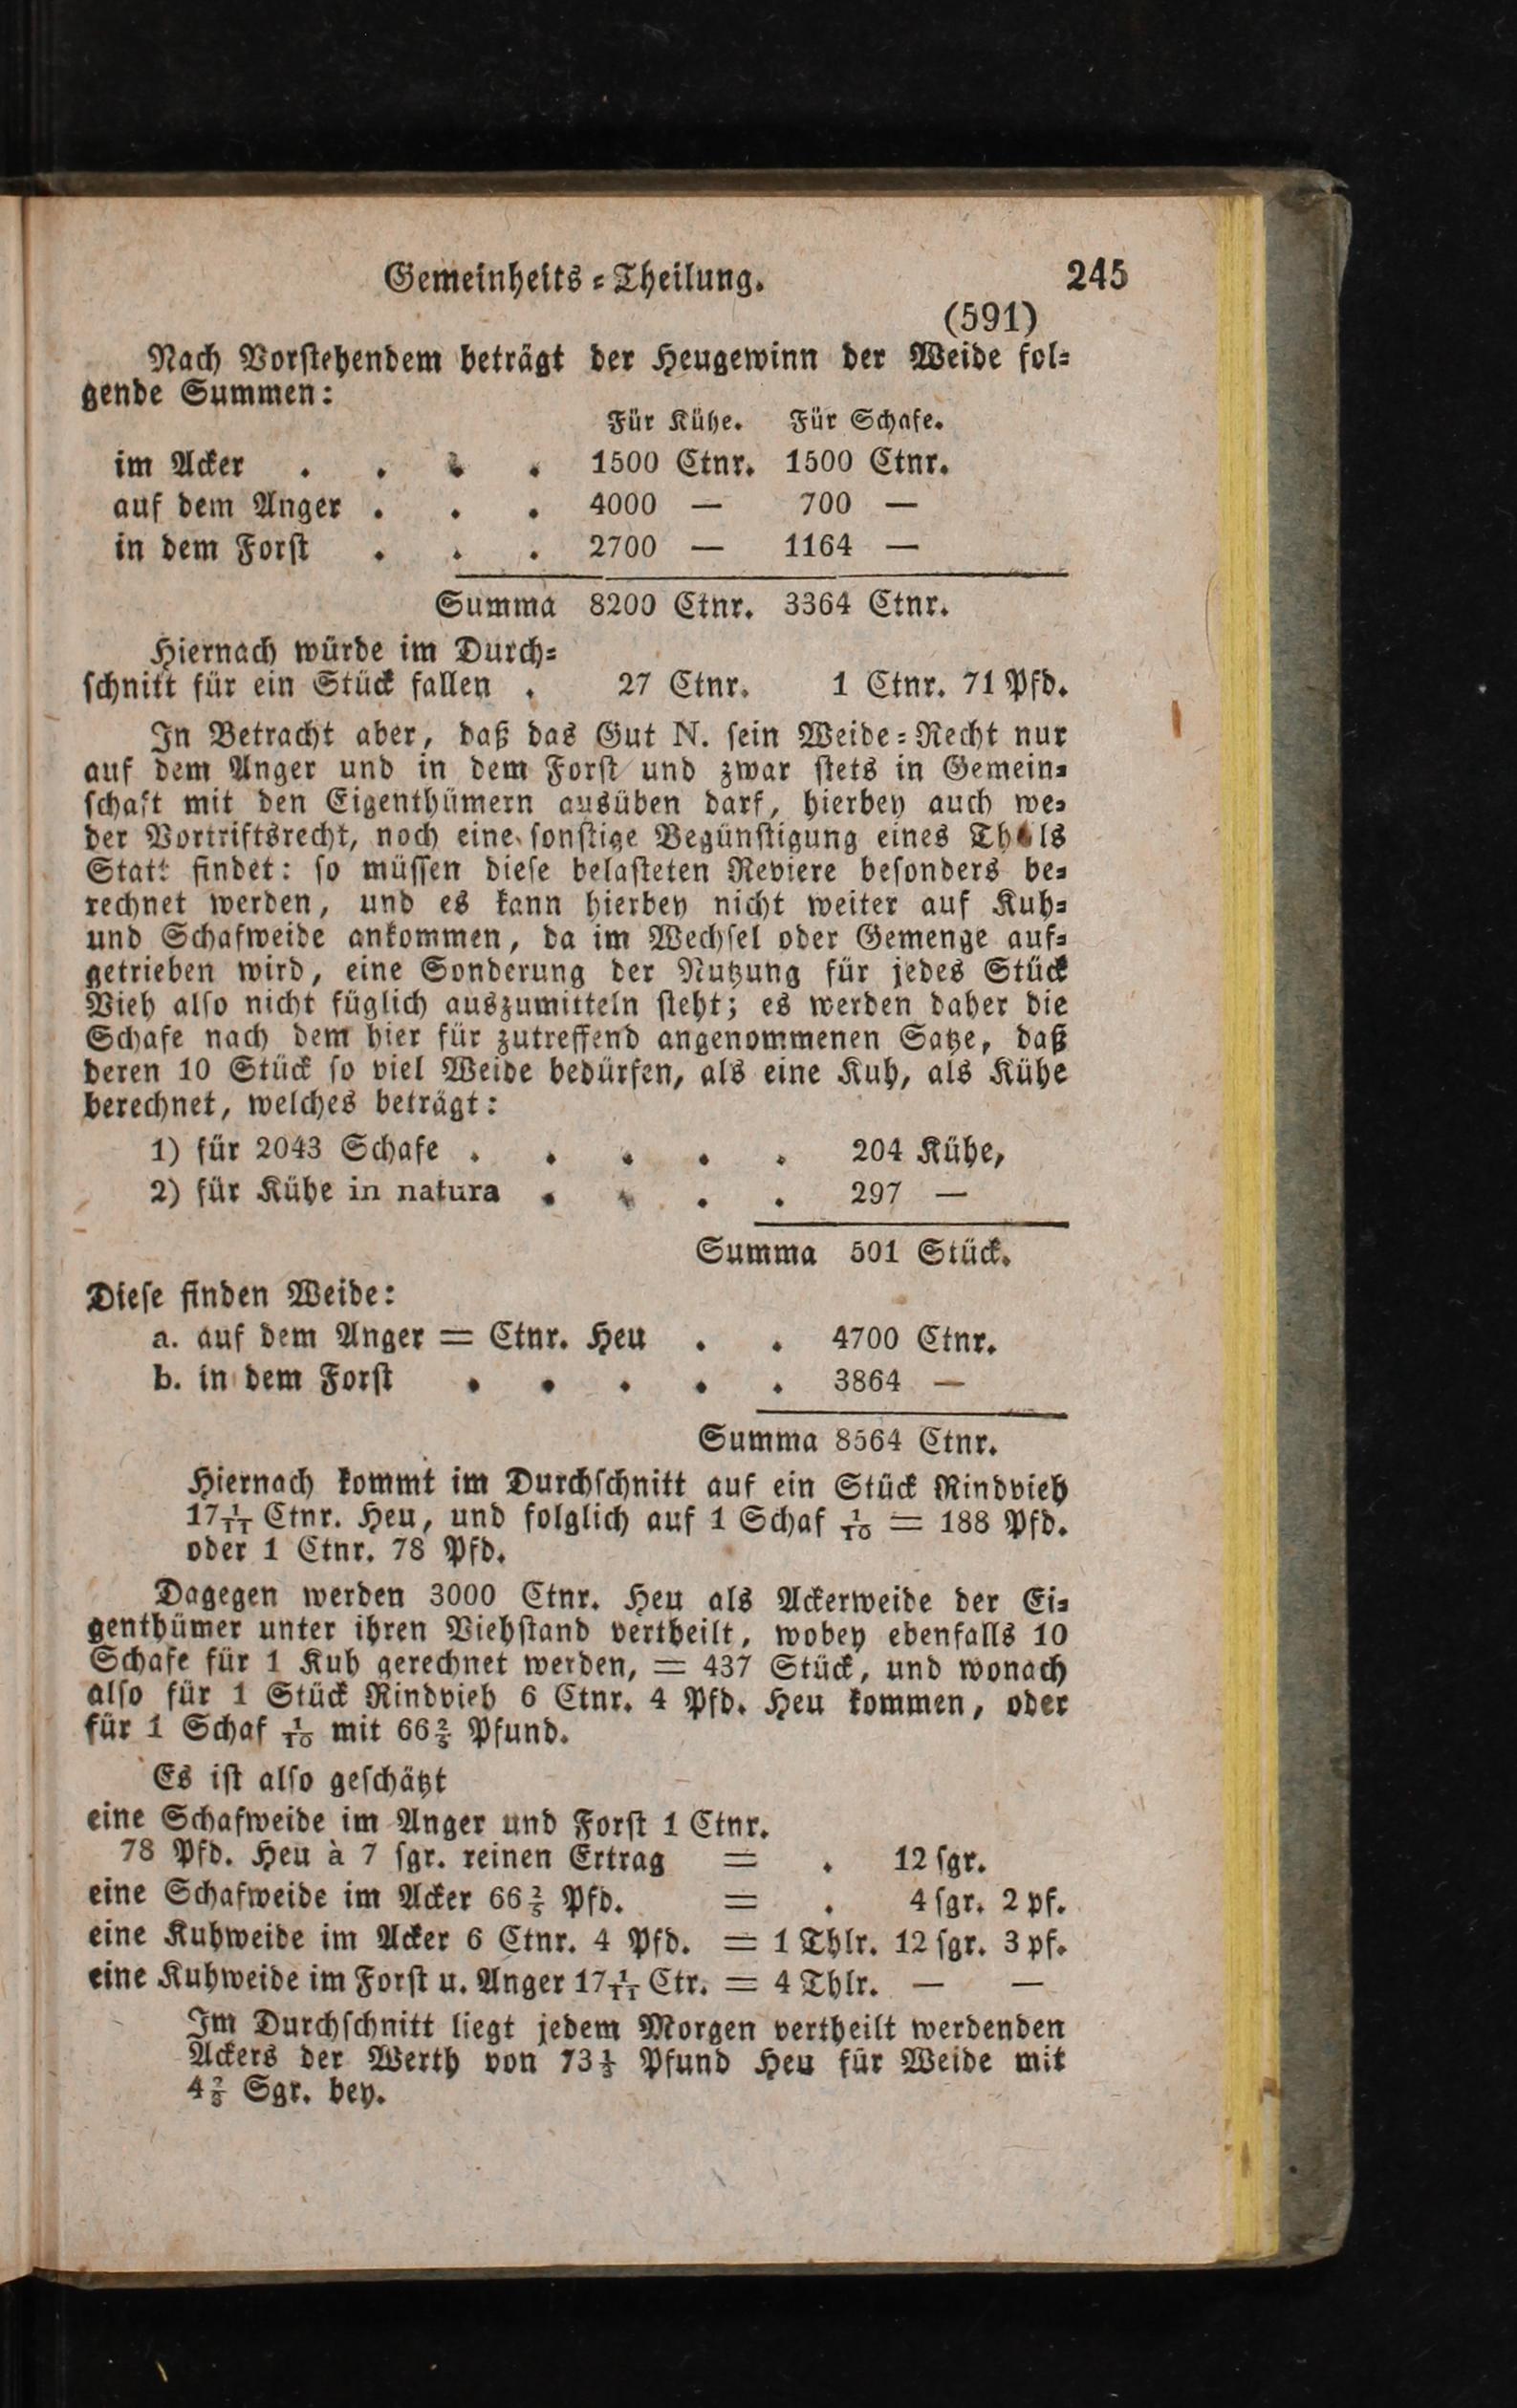 Gemeinheits⸗Theilung. 245
(591)
Nach Vorſtehendem beträgt der Heugewinn der Weide fol⸗
gende Summen:
Für Kühe. Für Schafe.
im Acker . . . . 1500 Ctnr. 1500 Ctnr.
auf dem Anger . . . 4000 — 700 —
in dem Forſt . . . 2700 — 1164 —
Summa 8200 Ctnr. 3364 Ctnr.
Hiernach würde im Durch⸗
ſchnitt für ein Stück fallen . 27 Ctnr. 1 Ctnr. 71 Pfd.
In Betracht aber, daß das Gut N. ſein Weide⸗Recht nur
auf dem Anger und in dem Forſt und zwar ſtets in Gemein⸗
ſchaft mit den Eigenthümern ausüben darf, hierbey auch we⸗
der Vortriftsrecht, noch eine ſonſtige Begünſtigung eines Theils
Statt findet: ſo müſſen dieſe belaſteten Reviere beſonders be⸗
rechnet werden, und es kann hierbey nicht weiter auf Kuh⸗
und Schafweide ankommen, da im Wechſel oder Gemenge auf⸗
getrieben wird, eine Sonderung der Nutzung für jedes Stück
Vieh alſo nicht füglich auszumitteln ſteht; es werden daher die
Schafe nach dem hier für zutreffend angenommenen Satze, daß
deren 10 Stück ſo viel Weide bedürfen, als eine Kuh, als Kühe
berechnet, welches beträgt:
1) für 2043 Schafe . . . . . 204 Kühe,
2) für Kühe in natura . . . . 297 —
Summa 501 Stück.
Dieſe finden Weide:
a. auf dem Anger = Ctnr. Heu . . 4700 Ctnr.
b. in dem Forſt . . . . . 3864 —
Summa 8564 Ctnr.
Hiernach kommt im Durchſchnitt auf ein Stück Rindvieh
17 1/11 Ctnr. Heu, und folglich auf 1 Schaf 1/10 = 188 Pfd.
oder 1 Ctnr. 78 Pfd.
Dagegen werden 3000 Ctnr. Heu als Ackerweide der Ei⸗
genthümer unter ihren Viehſtand vertheilt, wobey ebenfalls 10
Schafe für 1 Kuh gerechnet werden, = 437 Stück, und wonach
alſo für 1 Stück Rindvieh 6 Ctnr. 4 Pfd. Heu kommen, oder
für 1 Schaf 1/10 mit 66 2/5 Pfund.
Es iſt alſo geſchätzt
eine Schafweide im Anger und Forſt 1 Ctnr.
78 Pfd. Heu à 7 ſgr. reinen Ertrag = . 12 ſgr.
eine Schafweide im Acker 66 2/5 Pfd. = . 4 ſgr. 2 pf.
eine Kuhweide im Acker 6 Ctnr. 4 Pfd. = 1 Thlr. 12 ſgr. 3 pf.
eine Kuhweide im Forſt u. Anger 17 1/11 Ctr. = 4 Thlr. — —
Im Durchſchnitt liegt jedem Morgen vertheilt werdenden
Ackers der Werth von 73 1/3 Pfund Heu für Weide mit
4 2/3 Sgr. bey.